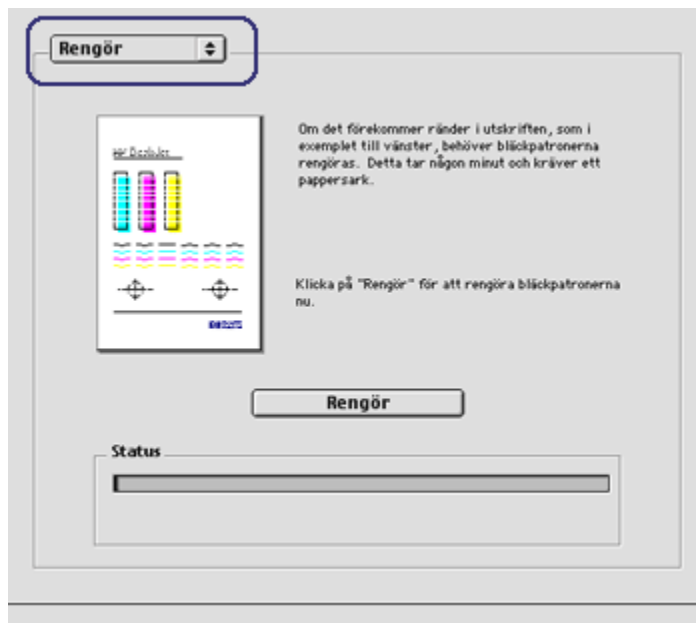 Rengör
Om det förekommer ränder i utskriften, som i
exemplet till vänster, behöver bläckpatronerna
rengöras. Detta tar någon minut och kräver ett
pappersark.
Klicka på "Rengör" för att rengöra bläckpatronerna
nu.
Rengör
Status